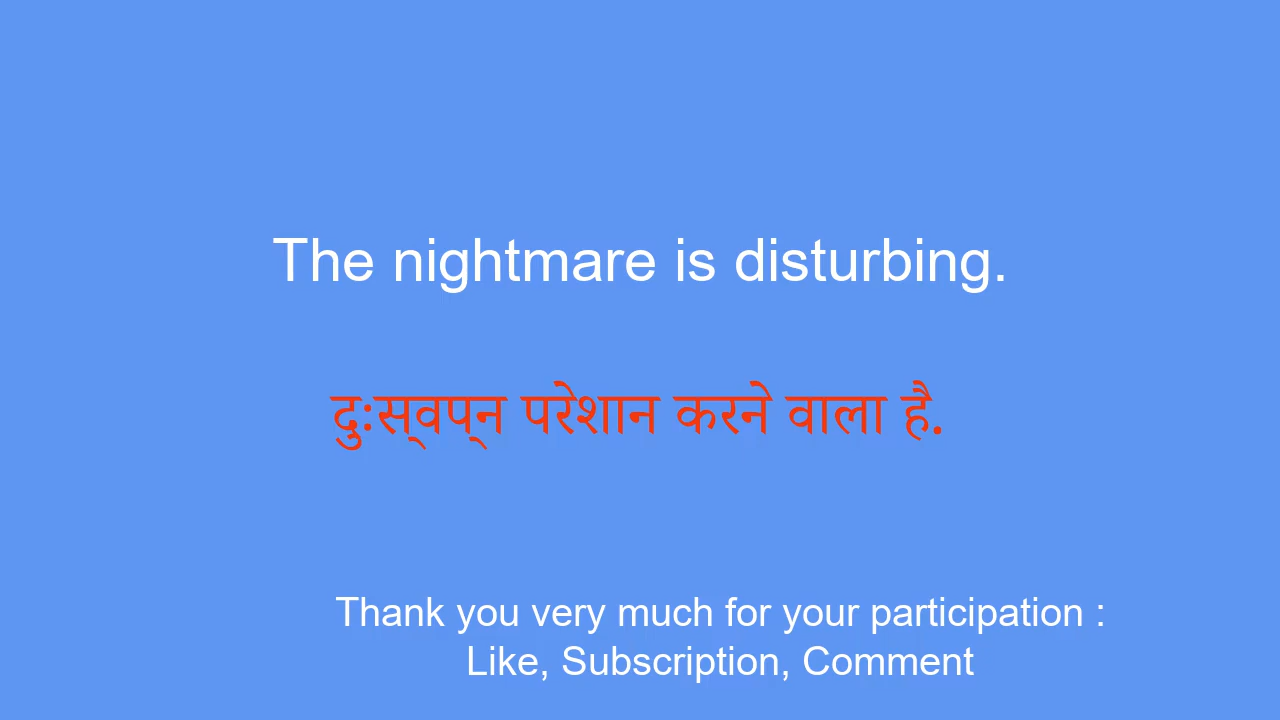 The nightmare is disturbing.
दुःस्वप्न परेशान करने वाला है.
Thank you very much for your participation :
Like, Subscription, Comment